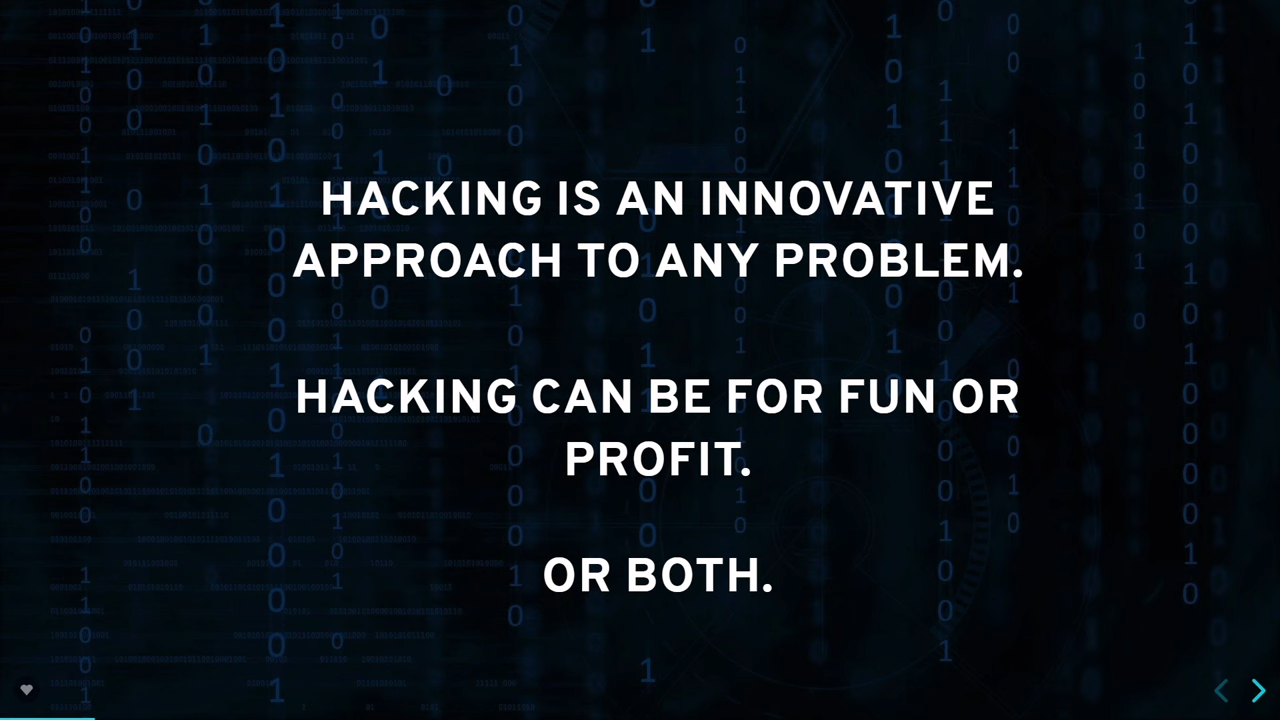 HACKING IS AN INNOVATIVE
APPROACH TO ANY PROBLEM.
HACKING CAN BE FOR FUN OR
PROFIT.
OR BOTH.